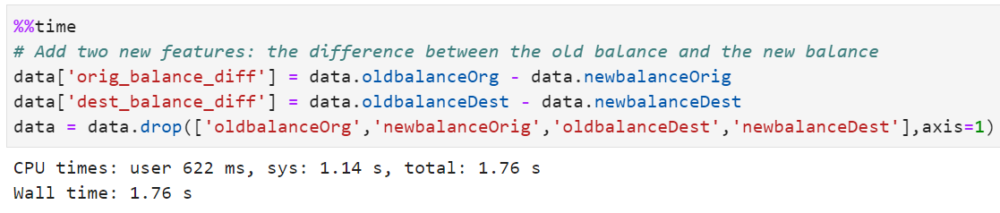 %%time
# Add two new features: the difference between the old balance and the new balance
data['orig_balance_diff'] = data.oldbalanceOrg - data.newbalanceOrig
data['dest_balance_diff'] = data.oldbalanceDest - data.newbalanceDest
data = data.drop(['oldbalanceOrg','newbalanceOrig','oldbalanceDest','newbalanceDest'],axis=1)
CPU times: user 622 ms, sys: 1.14 s, total: 1.76 s
Wall time: 1.76 s